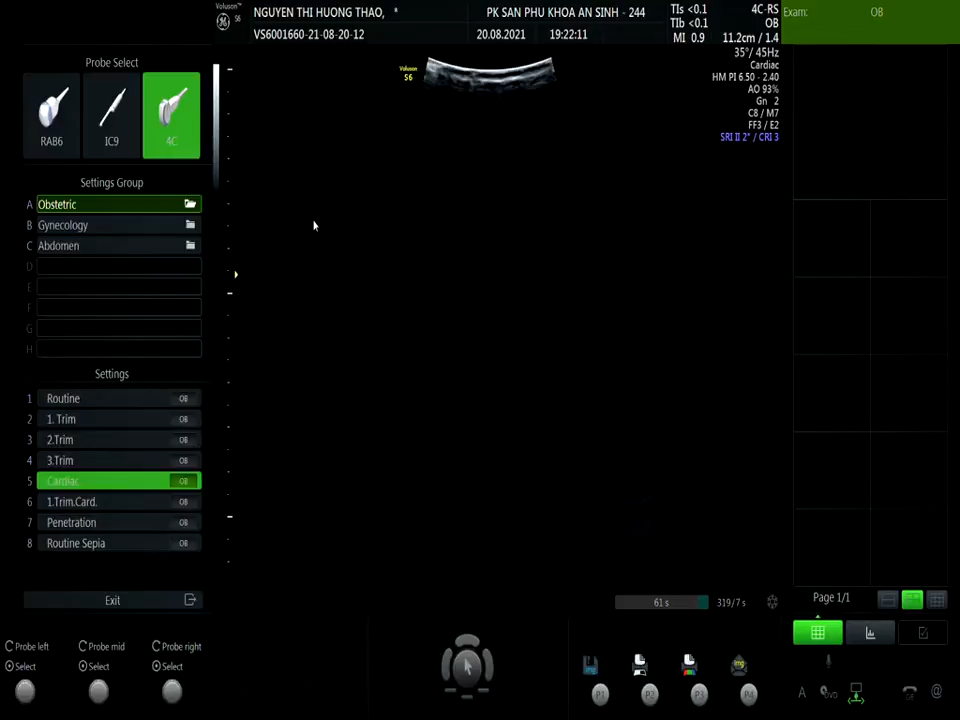 Voluson
S6
NGUYEN THI HUONG THAO, *
PK SAN PHU KHOA AN SINH - 244
VS6001660-21-08-20-12
20.08.2021
19:22:11
TIs <0.1
TIb <0.1
MI 0.9
4C-RS
OB
11.2cm / 1.4
Exam: OB
35°/ 45Hz
Cardiac
HM PI 6.50 - 2.40
AO 93%
Gn 2
C8 / M7
FF3 / E2
SRI II 2* / CRI 3
Voluson
S6
Probe Select
RAB6
IC9
4C
Settings Group
A Obstetric
B Gynecology
C Abdomen
D
E
F
G
H
Settings
1 Routine OB
2 1. Trim OB
3 2.Trim OB
4 3.Trim OB
5 Cardiac OB
6 1.Trim.Card. OB
7 Penetration OB
8 Routine Sepia OB
Exit
61 s
319/7 s
Page 1/1
Probe left
Probe mid
Probe right
Select
Select
Select
Img
P1
P2
P3
P4
A
DVD
@